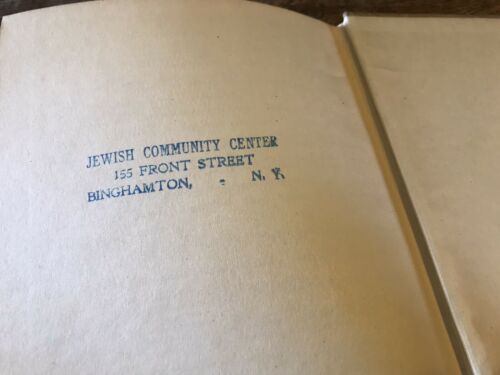 JEWISH COMMUNITY CENTER
155 FRONT STREET
BINGHAMTON, - N. Y.